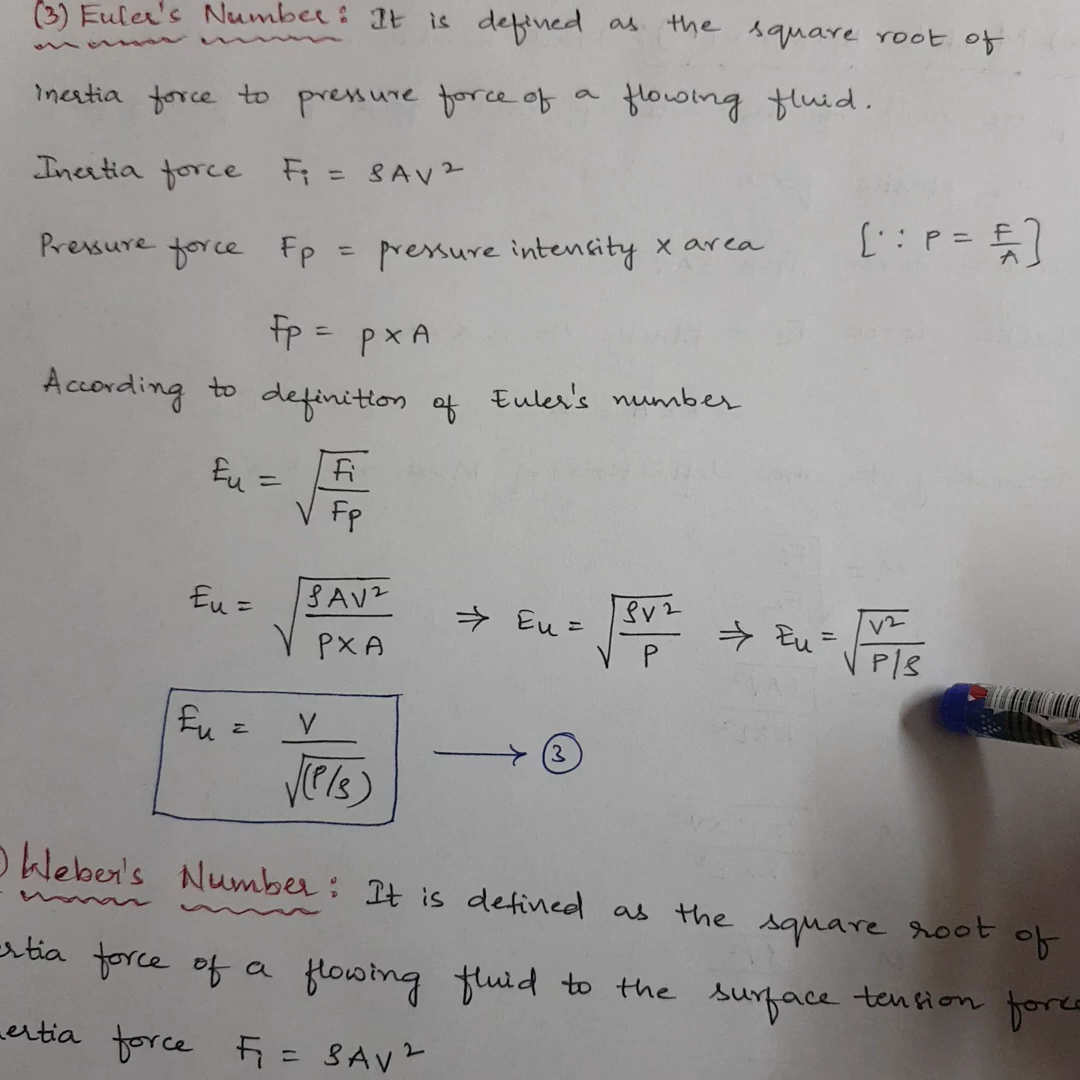 (3) Euler's Number: It is defined as the square root of
inertia force to pressure force of a flowing fluid.
Inertia force Fi = ρAV²
Pressure force Fp = pressure intensity × area [∵ P = F/A]
Fp = p × A
According to definition of Euler's number
Eu = √(Fi/Fp)
Eu = √(ρAV²/(P×A)) ⇒ Eu = √(ρV²/P) ⇒ Eu = √(V²/(P/ρ))
Eu = V/√(P/ρ) → ③
) Weber's Number: It is defined as the square root of
ertia force of a flowing fluid to the surface tension force
ertia force Fi = ρAV²